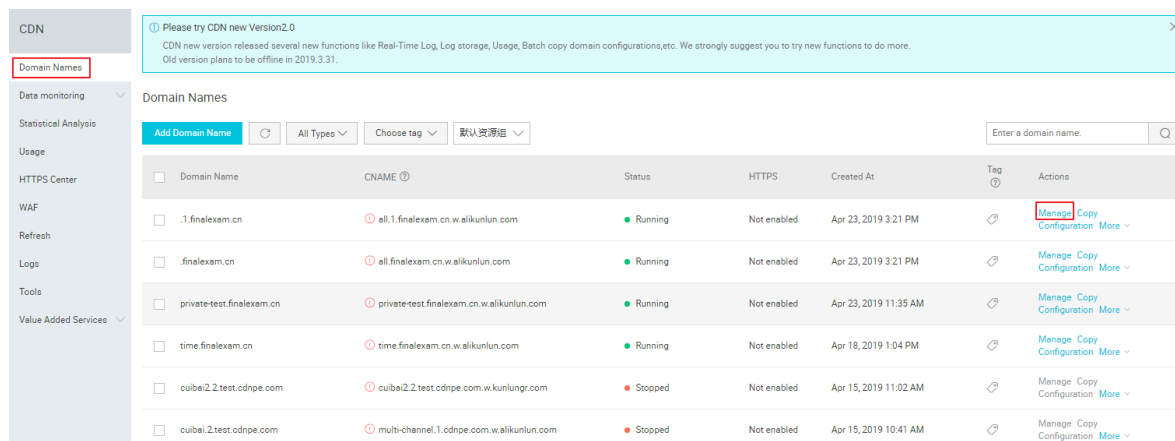 CDN
Domain Names
Data monitoring
Statistical Analysis
Usage
HTTPS Center
WAF
Refresh
Logs
Tools
Value Added Services
Please try CDN new Version2.0
CDN new version released several new functions like Real-Time Log, Log storage, Usage, Batch copy domain configurations,etc. We strongly suggest you to try new functions to do more.
Old version plans to be offline in 2019.3.31.
Domain Names
Add Domain Name All Types Choose tag 默认资源组 Enter a domain name.
Domain Name CNAME Status HTTPS Created At Tag Actions
.1.finalexam.cn all.1.finalexam.cn.w.alikunlun.com Running Not enabled Apr 23, 2019 3:21 PM Manage Copy
Configuration More
.finalexam.cn all.finalexam.cn.w.alikunlun.com Running Not enabled Apr 23, 2019 3:21 PM Manage Copy
Configuration More
private-test.finalexam.cn private-test.finalexam.cn.w.alikunlun.com Running Not enabled Apr 23, 2019 11:35 AM Manage Copy
Configuration More
time.finalexam.cn time.finalexam.cn.w.alikunlun.com Running Not enabled Apr 18, 2019 1:04 PM Manage Copy
Configuration More
cuibai2.2.test.cdnpe.com cuibai2.2.test.cdnpe.com.w.kunlungr.com Stopped Not enabled Apr 15, 2019 11:02 AM Manage Copy
Configuration More
cuibai.2.test.cdnpe.com multi-channel.1.cdnpe.com.w.alikunlun.com Stopped Not enabled Apr 15, 2019 10:41 AM Manage Copy
Configuration More